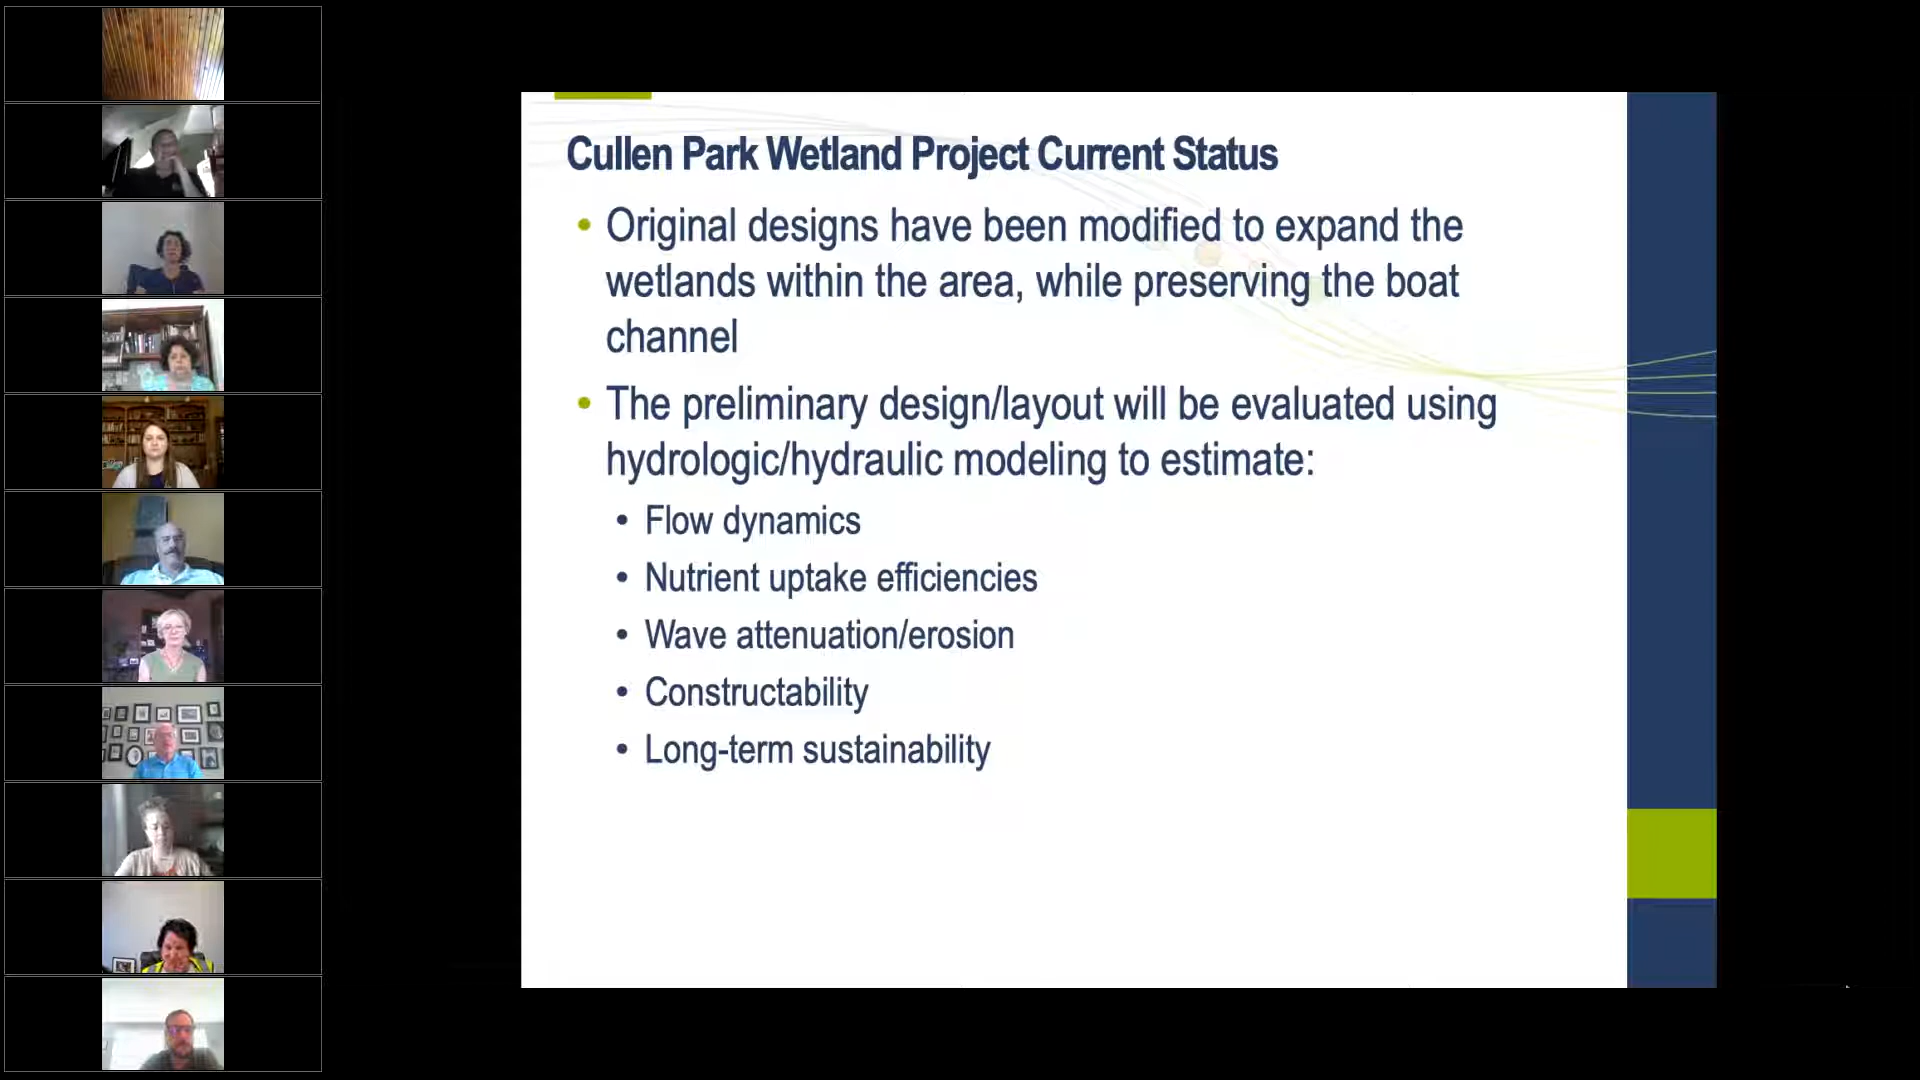 Cullen Park Wetland Project Current Status
• Original designs have been modified to expand the
wetlands within the area, while preserving the boat
channel
• The preliminary design/layout will be evaluated using
hydrologic/hydraulic modeling to estimate:
• Flow dynamics
• Nutrient uptake efficiencies
• Wave attenuation/erosion
• Constructability
• Long-term sustainability